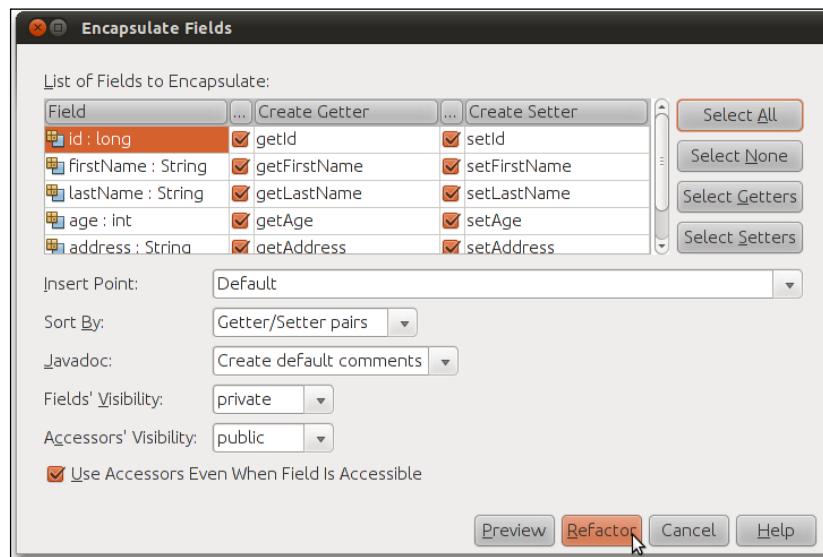 Encapsulate Fields
List of Fields to Encapsulate:
Field ... Create Getter ... Create Setter
id : long getId setId
firstName : String getFirstName setFirstName
lastName : String getLastName setLastName
age : int getAge setAge
address : String getAddress setAddress
Select All
Select None
Select Getters
Select Setters
Insert Point: Default
Sort By: Getter/Setter pairs
Javadoc: Create default comments
Fields' Visibility: private
Accessors' Visibility: public
Use Accessors Even When Field Is Accessible
Preview Refactor Cancel Help